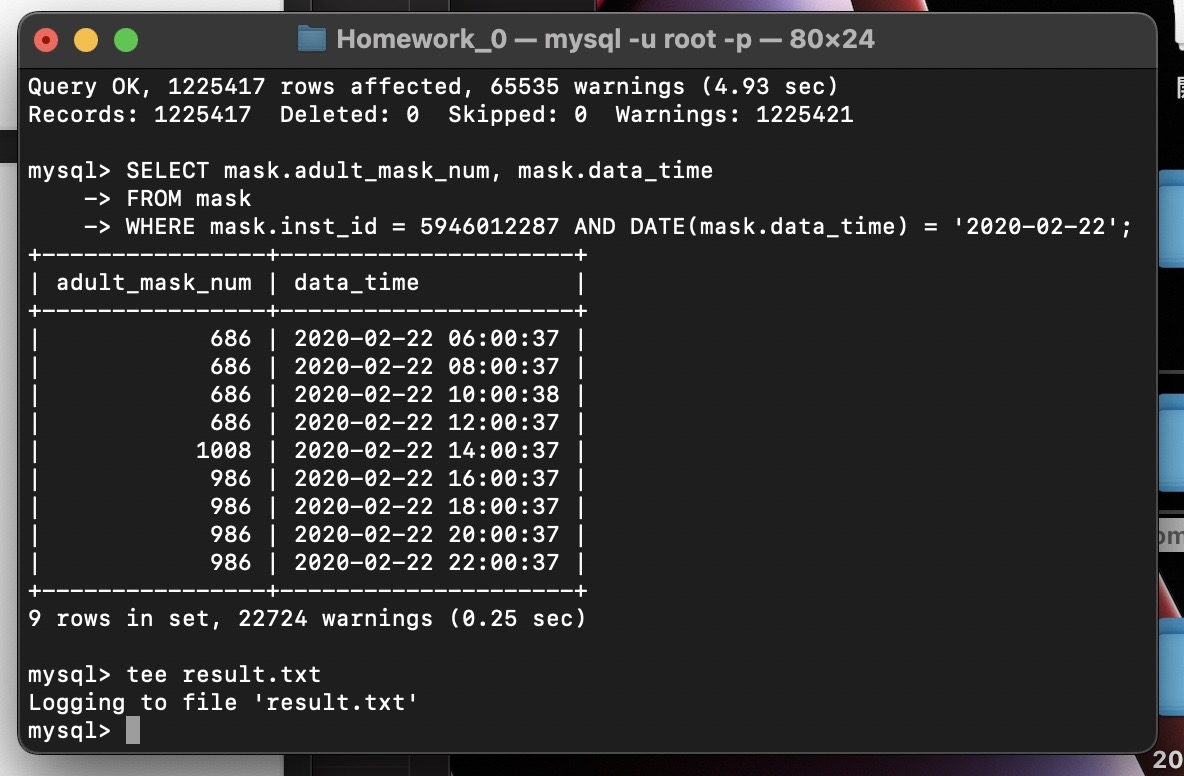 Homework_0 — mysql -u root -p — 80×24
Query OK, 1225417 rows affected, 65535 warnings (4.93 sec)
Records: 1225417  Deleted: 0  Skipped: 0  Warnings: 1225421
mysql> SELECT mask.adult_mask_num, mask.data_time
    -> FROM mask
    -> WHERE mask.inst_id = 5946012287 AND DATE(mask.data_time) = '2020-02-22';
+----------------+---------------------+
| adult_mask_num | data_time           |
+----------------+---------------------+
|            686 | 2020-02-22 06:00:37 |
|            686 | 2020-02-22 08:00:37 |
|            686 | 2020-02-22 10:00:38 |
|            686 | 2020-02-22 12:00:37 |
|           1008 | 2020-02-22 14:00:37 |
|            986 | 2020-02-22 16:00:37 |
|            986 | 2020-02-22 18:00:37 |
|            986 | 2020-02-22 20:00:37 |
|            986 | 2020-02-22 22:00:37 |
+----------------+---------------------+
9 rows in set, 22724 warnings (0.25 sec)
mysql> tee result.txt
Logging to file 'result.txt'
mysql>
20